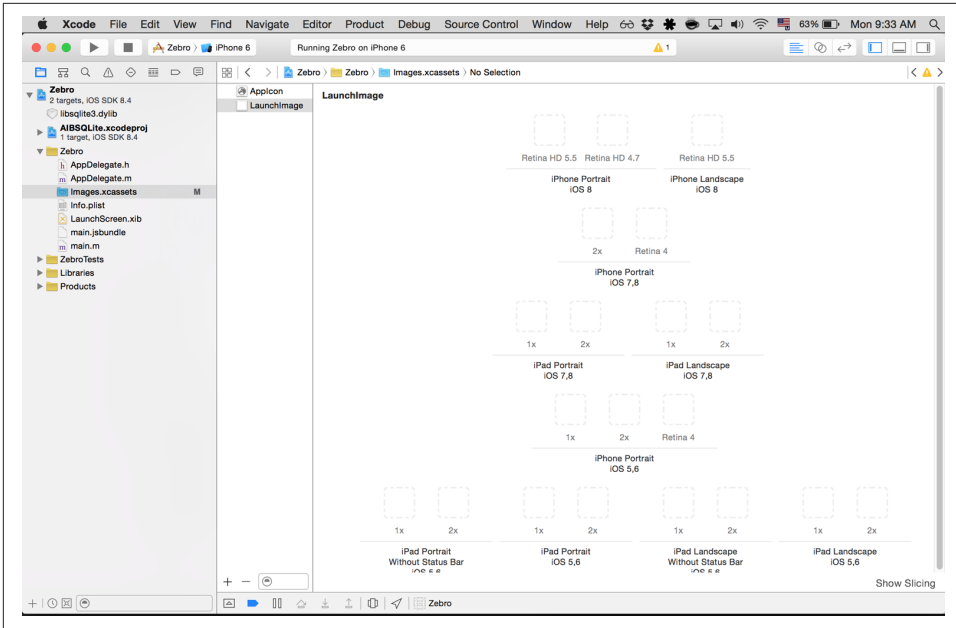 Xcode File Edit View Find Navigate Editor Product Debug Source Control Window Help 63% Mon 9:33 AM
Zebro iPhone 6 Running Zebro on iPhone 6 1
Zebro Zebro Images.xcassets No Selection
Zebro
2 targets, iOS SDK 8.4
libsqlite3.dylib
AIBSQLite.xcodeproj
1 target, iOS SDK 8.4
Zebro
h AppDelegate.h
m AppDelegate.m
Images.xcassets M
Info.plist
LaunchScreen.xib
main.jsbundle
m main.m
ZebroTests
Libraries
Products
AppIcon
LaunchImage
LaunchImage
Retina HD 5.5 Retina HD 4.7 Retina HD 5.5
iPhone Portrait iPhone Landscape
iOS 8 iOS 8
2x Retina 4
iPhone Portrait
iOS 7,8
1x 2x 1x 2x
iPad Portrait iPad Landscape
iOS 7,8 iOS 7,8
1x 2x Retina 4
iPhone Portrait
iOS 5,6
1x 2x 1x 2x 1x 2x 1x 2x
iPad Portrait iPad Portrait iPad Landscape iPad Landscape
Without Status Bar iOS 5,6 Without Status Bar iOS 5,6
iOS 5,6 iOS 5,6
Show Slicing
Zebro